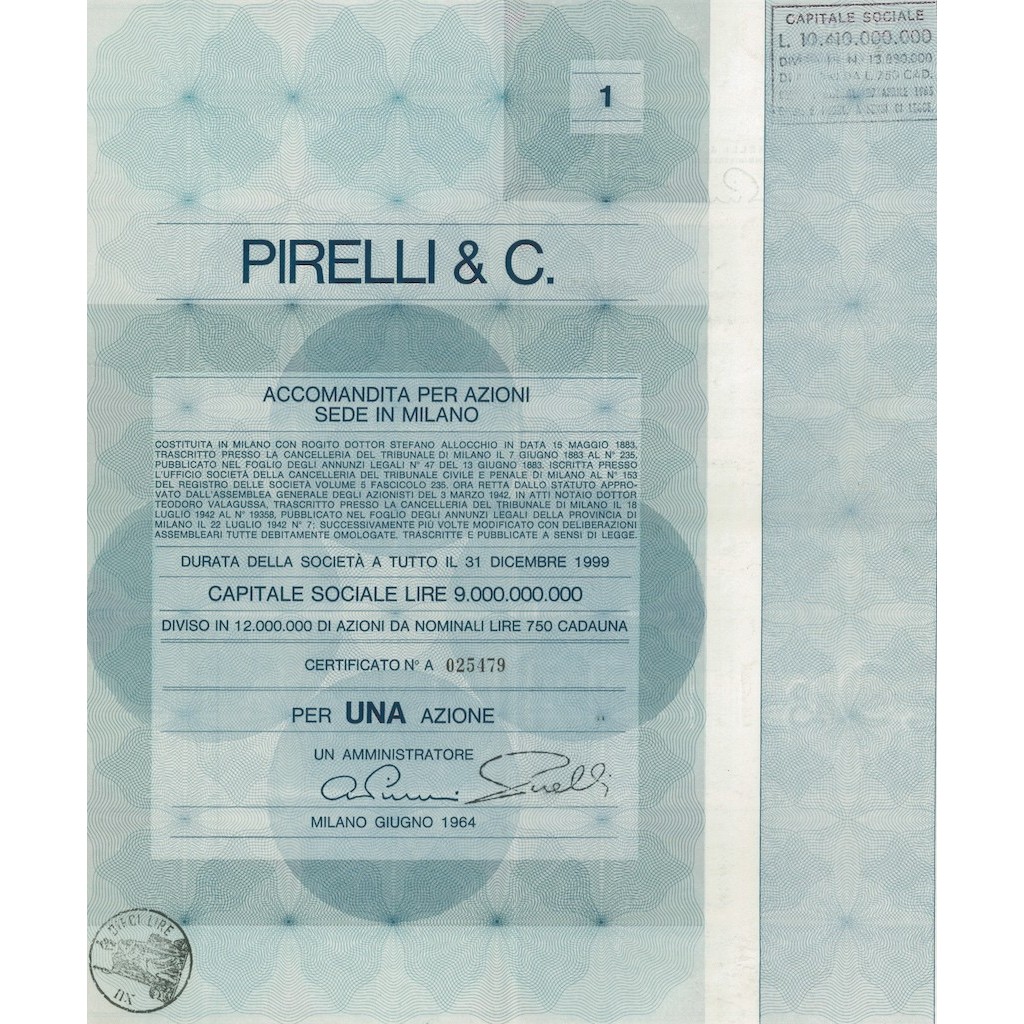 CAPITALE SOCIALE
L. 10.410.000.000
N. 13.880.000
DA L. 750 CAD.
1
PIRELLI & C.
ACCOMANDITA PER AZIONI
SEDE IN MILANO
COSTITUITA IN MILANO CON ROGITO DOTTOR STEFANO ALLOCCHIO IN DATA 15 MAGGIO 1883,
TRASCRITTO PRESSO LA CANCELLERIA DEL TRIBUNALE DI MILANO IL 7 GIUGNO 1883 AL N° 235,
PUBBLICATO NEL FOGLIO DEGLI ANNUNZI LEGALI N° 47 DEL 13 GIUGNO 1883. ISCRITTA PRESSO
L'UFFICIO SOCIETÀ DELLA CANCELLERIA DEL TRIBUNALE CIVILE E PENALE DI MILANO AL N° 153
DEL REGISTRO DELLE SOCIETÀ VOLUME 5 FASCICOLO 235. ORA RETTA DALLO STATUTO APPRO-
VATO DALL'ASSEMBLEA GENERALE DEGLI AZIONISTI DEL 3 MARZO 1942, IN ATTI NOTAIO DOTTOR
TEODORO VALAGUSSA, TRASCRITTO PRESSO LA CANCELLERIA DEL TRIBUNALE DI MILANO IL 18
LUGLIO 1942 AL N° 19358, PUBBLICATO NEL FOGLIO DEGLI ANNUNZI LEGALI DELLA PROVINCIA DI
MILANO IL 22 LUGLIO 1942 N° 7; SUCCESSIVAMENTE PIÙ VOLTE MODIFICATO CON DELIBERAZIONI
ASSEMBLEARI TUTTE DEBITAMENTE OMOLOGATE, TRASCRITTE E PUBBLICATE A SENSI DI LEGGE.
DURATA DELLA SOCIETÀ A TUTTO IL 31 DICEMBRE 1999
CAPITALE SOCIALE LIRE 9.000.000.000
DIVISO IN 12.000.000 DI AZIONI DA NOMINALI LIRE 750 CADAUNA
CERTIFICATO N° A 025479
PER UNA AZIONE
UN AMMINISTRATORE
Pirelli
MILANO GIUGNO 1964
DIECI LIRE